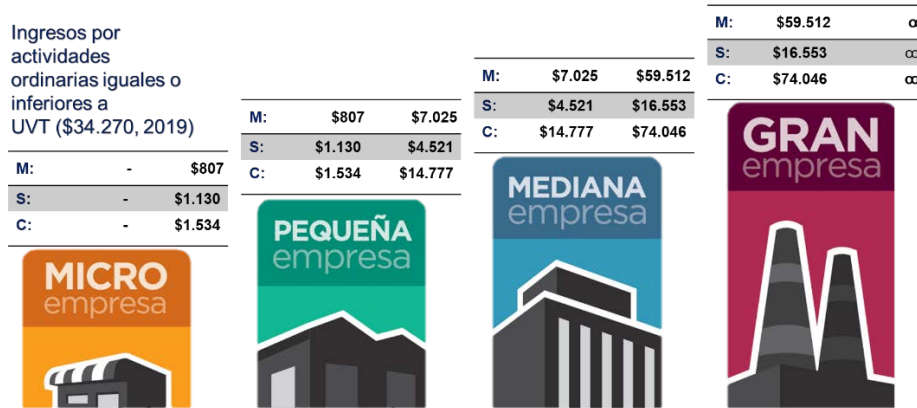 Ingresos por
actividades
ordinarias iguales o
inferiores a
UVT ($34.270, 2019)
M: - $807
S: - $1.130
C: - $1.534
MICRO
empresa
M: $807 $7.025
S: $1.130 $4.521
C: $1.534 $14.777
PEQUEÑA
empresa
M: $7.025 $59.512
S: $4.521 $16.553
C: $14.777 $74.046
MEDIANA
empresa
M: $59.512
S: $16.553
C: $74.046
GRAN
empresa